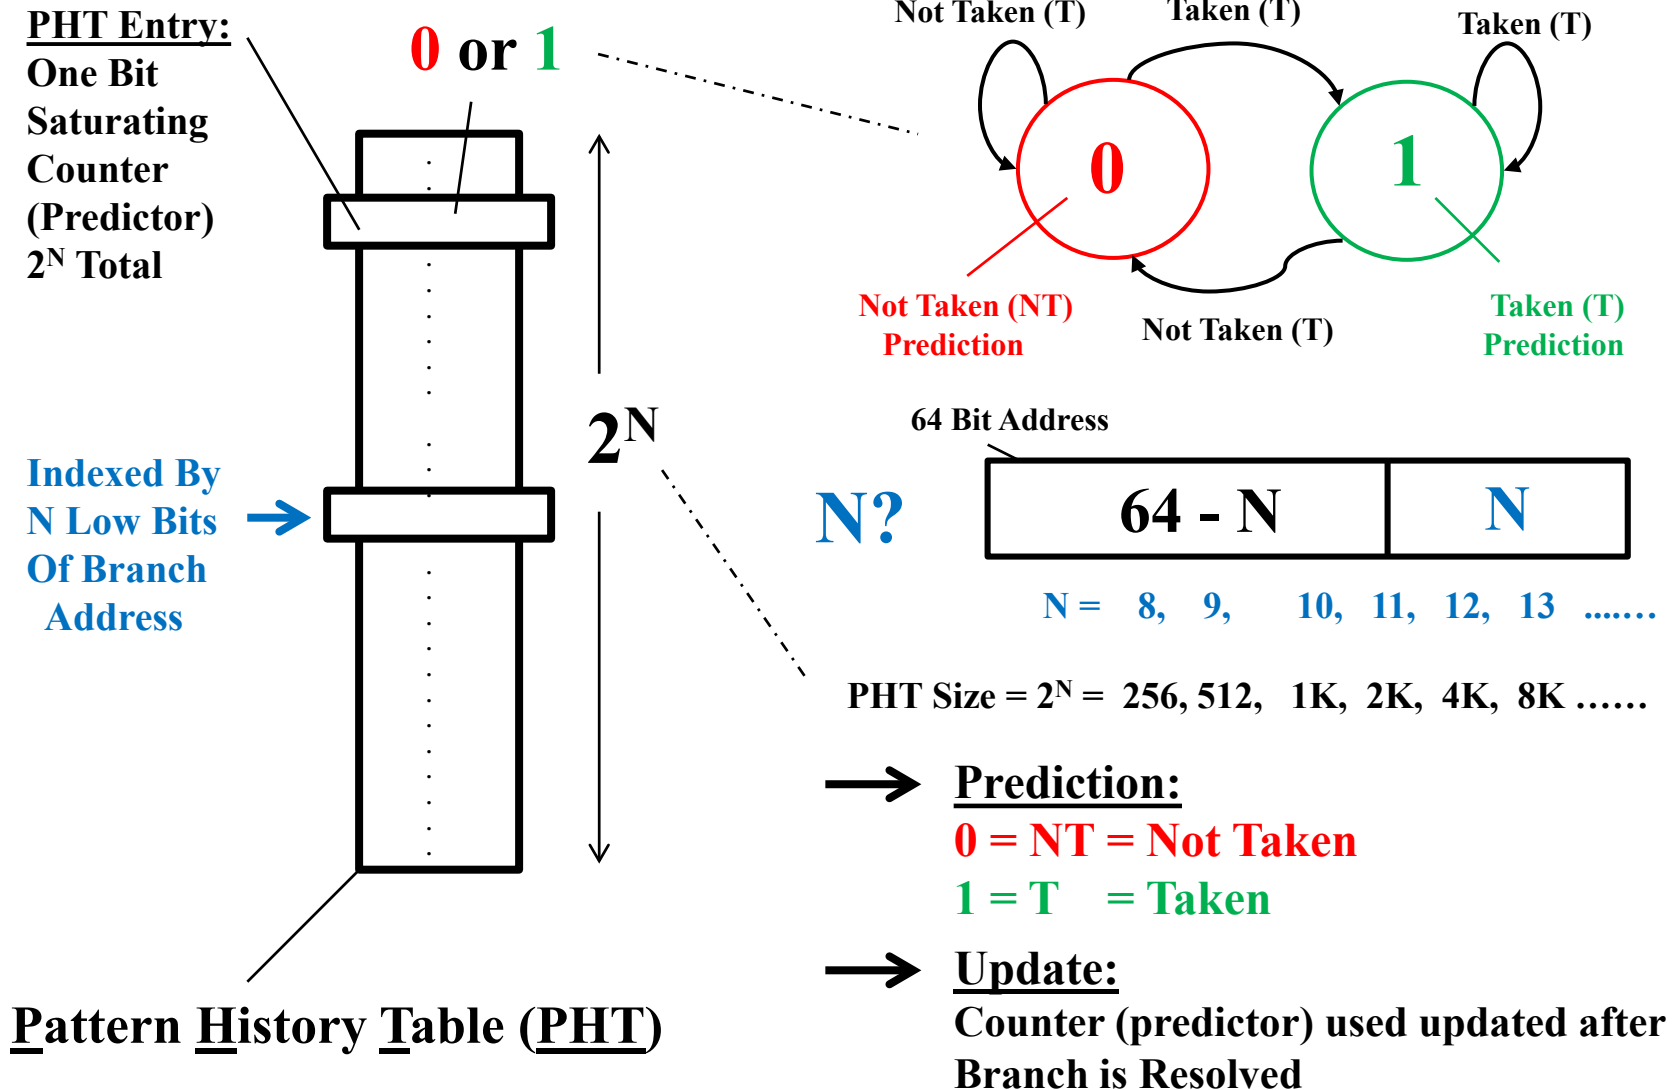 PHT Entry:
One Bit
Saturating
Counter
(Predictor)
2^N Total
0 or 1
Not Taken (T)
Taken (T)
Taken (T)
0
1
Not Taken (NT)
Prediction
Not Taken (T)
Taken (T)
Prediction
2^N
Indexed By
N Low Bits
Of Branch
Address
64 Bit Address
N?
64 - N
N
N = 8, 9, 10, 11, 12, 13 ....…
PHT Size = 2^N = 256, 512, 1K, 2K, 4K, 8K ……
Prediction:
0 = NT = Not Taken
1 = T = Taken
Update:
Counter (predictor) used updated after
Branch is Resolved
Pattern History Table (PHT)